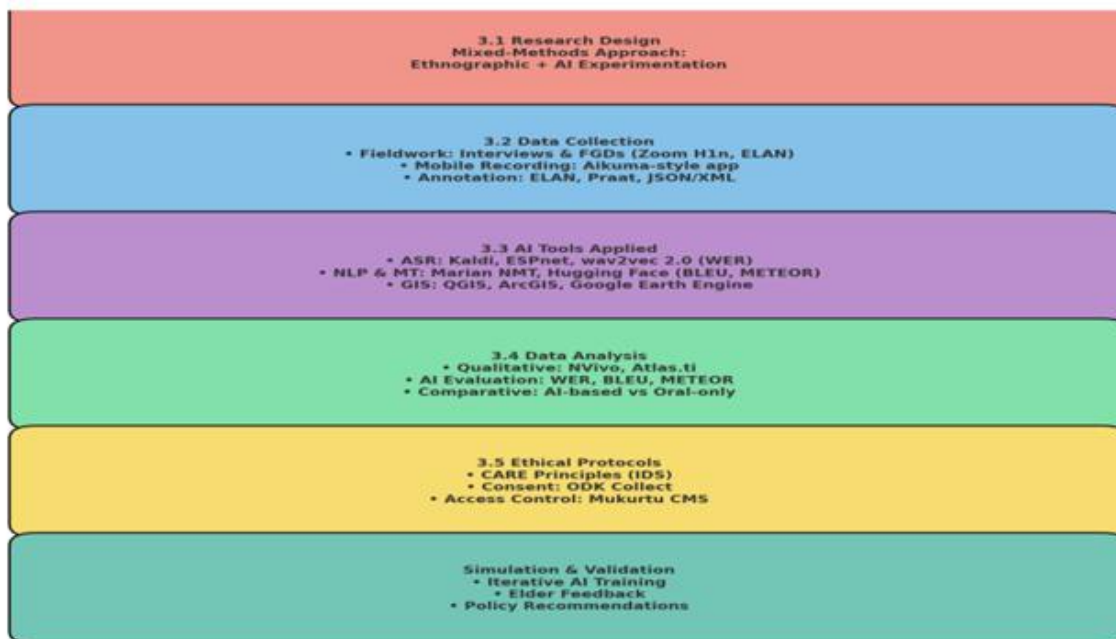 3.1 Research Design
Mixed-Methods Approach:
Ethnographic + AI Experimentation
3.2 Data Collection
• Fieldwork: Interviews & FGDs (Zoom H1n, ELAN)
• Mobile Recording: Aikuma-style app
• Annotation: ELAN, Praat, JSON/XML
3.3 AI Tools Applied
• ASR: Kaldi, ESPnet, wav2vec 2.0 (WER)
• NLP & MT: Marian NMT, Hugging Face (BLEU, METEOR)
• GIS: QGIS, ArcGIS, Google Earth Engine
3.4 Data Analysis
• Qualitative: NVivo, Atlas.ti
• AI Evaluation: WER, BLEU, METEOR
• Comparative: AI-based vs Oral-only
3.5 Ethical Protocols
• CARE Principles (IDS)
• Consent: ODK Collect
• Access Control: Mukurtu CMS
Simulation & Validation
• Iterative AI Training
• Elder Feedback
• Policy Recommendations